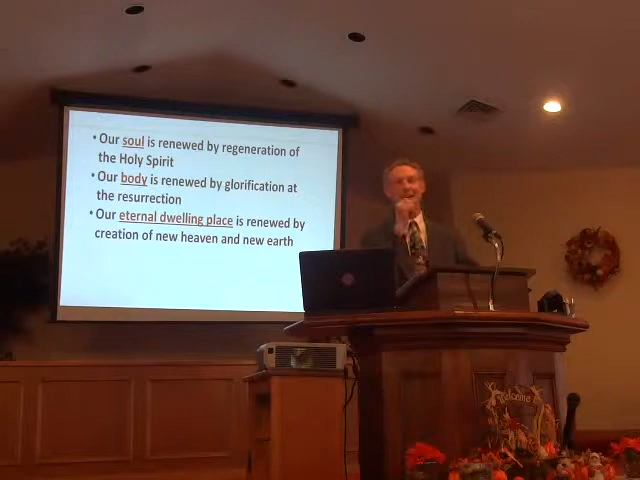 • Our soul is renewed by regeneration of
the Holy Spirit
• Our body is renewed by glorification at
the resurrection
• Our eternal dwelling place is renewed by
creation of new heaven and new earth
Welcome